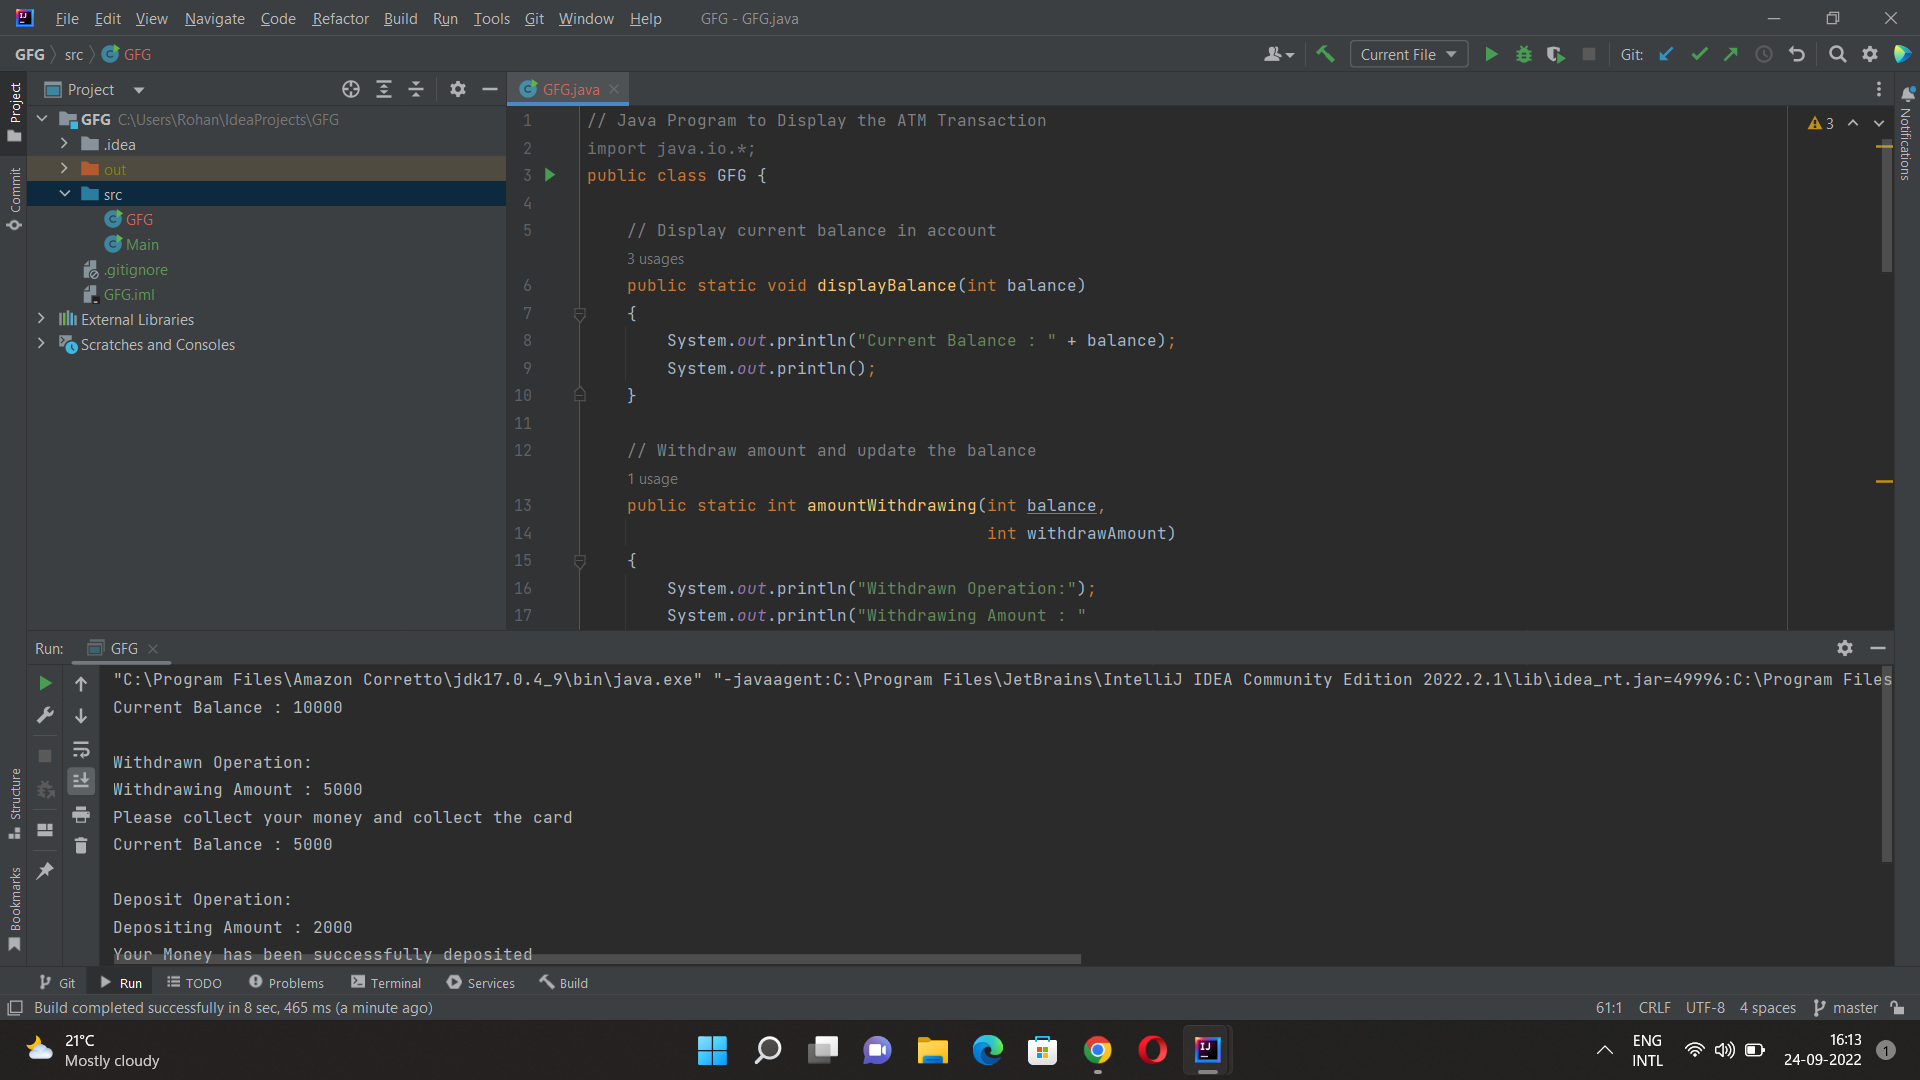 File Edit View Navigate Code Refactor Build Run Tools Git Window Help GFG - GFG.java
GFG src GFG Current File Git:
Project GFG.java
Project
Commit
Structure
Bookmarks
Notifications
GFG C:\Users\Rohan\IdeaProjects\GFG
.idea
out
src
GFG
Main
.gitignore
GFG.iml
External Libraries
Scratches and Consoles
3
1 // Java Program to Display the ATM Transaction
2 import java.io.*;
3 public class GFG {
4
5 // Display current balance in account
3 usages
6 public static void displayBalance(int balance)
7 {
8 System.out.println("Current Balance : " + balance);
9 System.out.println();
10 }
11
12 // Withdraw amount and update the balance
1 usage
13 public static int amountWithdrawing(int balance,
14 int withdrawAmount)
15 {
16 System.out.println("Withdrawn Operation:");
17 System.out.println("Withdrawing Amount : "
Run: GFG
"C:\Program Files\Amazon Corretto\jdk17.0.4_9\bin\java.exe" "-javaagent:C:\Program Files\JetBrains\IntelliJ IDEA Community Edition 2022.2.1\lib\idea_rt.jar=49996:C:\Program Files
Current Balance : 10000
Withdrawn Operation:
Withdrawing Amount : 5000
Please collect your money and collect the card
Current Balance : 5000
Deposit Operation:
Depositing Amount : 2000
Your Money has been successfully deposited
Git Run TODO Problems Terminal Services Build
Build completed successfully in 8 sec, 465 ms (a minute ago) 61:1 CRLF UTF-8 4 spaces master
21°C
Mostly cloudy
ENG
INTL
16:13
24-09-2022
1